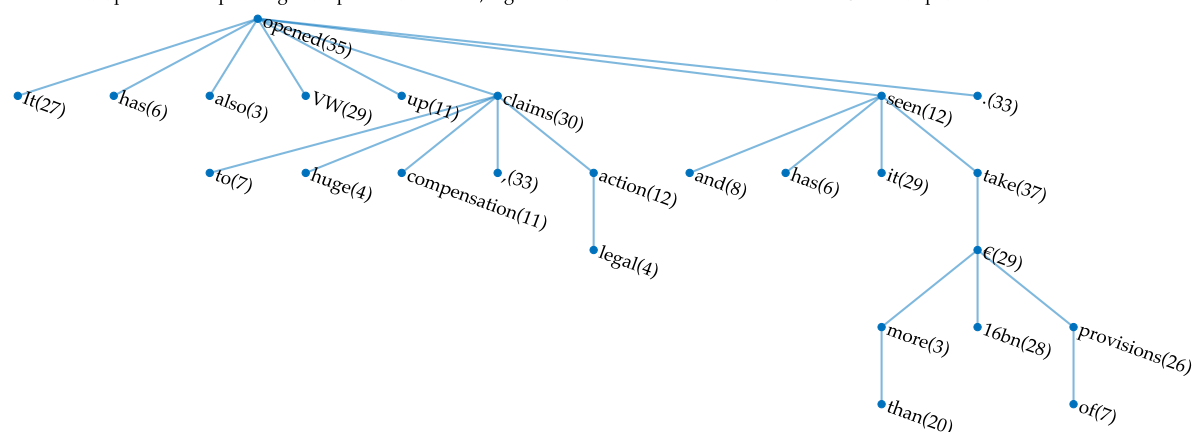 opened(35)
It(27)
has(6)
also(3)
VW(29)
up(11)
claims(30)
seen(12)
.(33)
to(7)
huge(4)
compensation(11)
,(33)
action(12)
and(8)
has(6)
it(29)
take(37)
legal(4)
€(29)
more(3)
16bn(28)
provisions(26)
than(20)
of(7)